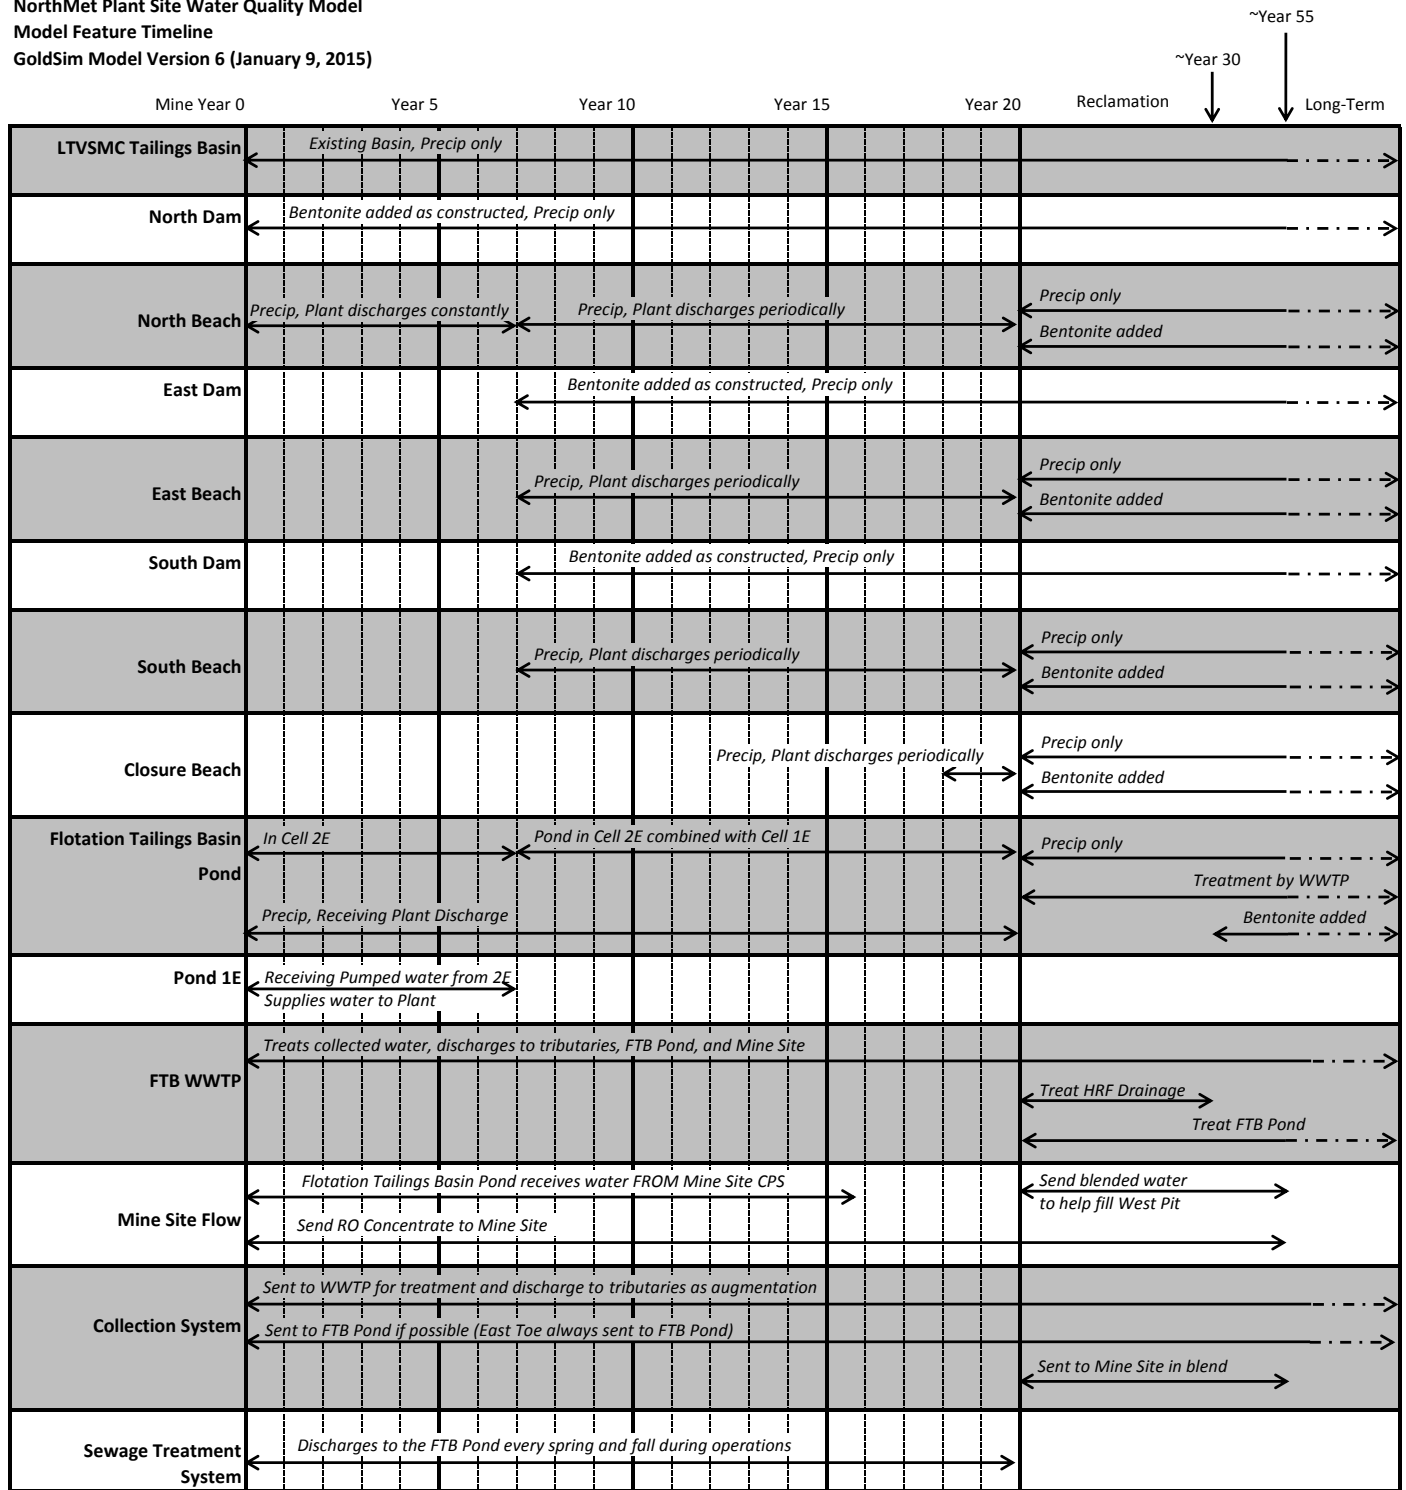 NorthMet Plant Site Water Quality Model
Model Feature Timeline
GoldSim Model Version 6 (January 9, 2015)
~Year 55
~Year 30
Mine Year 0
Year 5
Year 10
Year 15
Year 20
Reclamation
Long-Term
LTVSMC Tailings Basin
Existing Basin, Precip only
North Dam
Bentonite added as constructed, Precip only
North Beach
Precip, Plant discharges constantly
Precip, Plant discharges periodically
Precip only
Bentonite added
East Dam
Bentonite added as constructed, Precip only
East Beach
Precip, Plant discharges periodically
Precip only
Bentonite added
South Dam
Bentonite added as constructed, Precip only
South Beach
Precip, Plant discharges periodically
Precip only
Bentonite added
Closure Beach
Precip, Plant discharges periodically
Precip only
Bentonite added
Flotation Tailings Basin
Pond
In Cell 2E
Pond in Cell 2E combined with Cell 1E
Precip only
Treatment by WWTP
Precip, Receiving Plant Discharge
Bentonite added
Pond 1E
Receiving Pumped water from 2E
Supplies water to Plant
FTB WWTP
Treats collected water, discharges to tributaries, FTB Pond, and Mine Site
Treat HRF Drainage
Treat FTB Pond
Mine Site Flow
Flotation Tailings Basin Pond receives water FROM Mine Site CPS
Send blended water
to help fill West Pit
Send RO Concentrate to Mine Site
Collection System
Sent to WWTP for treatment and discharge to tributaries as augmentation
Sent to FTB Pond if possible (East Toe always sent to FTB Pond)
Sent to Mine Site in blend
Sewage Treatment
System
Discharges to the FTB Pond every spring and fall during operations